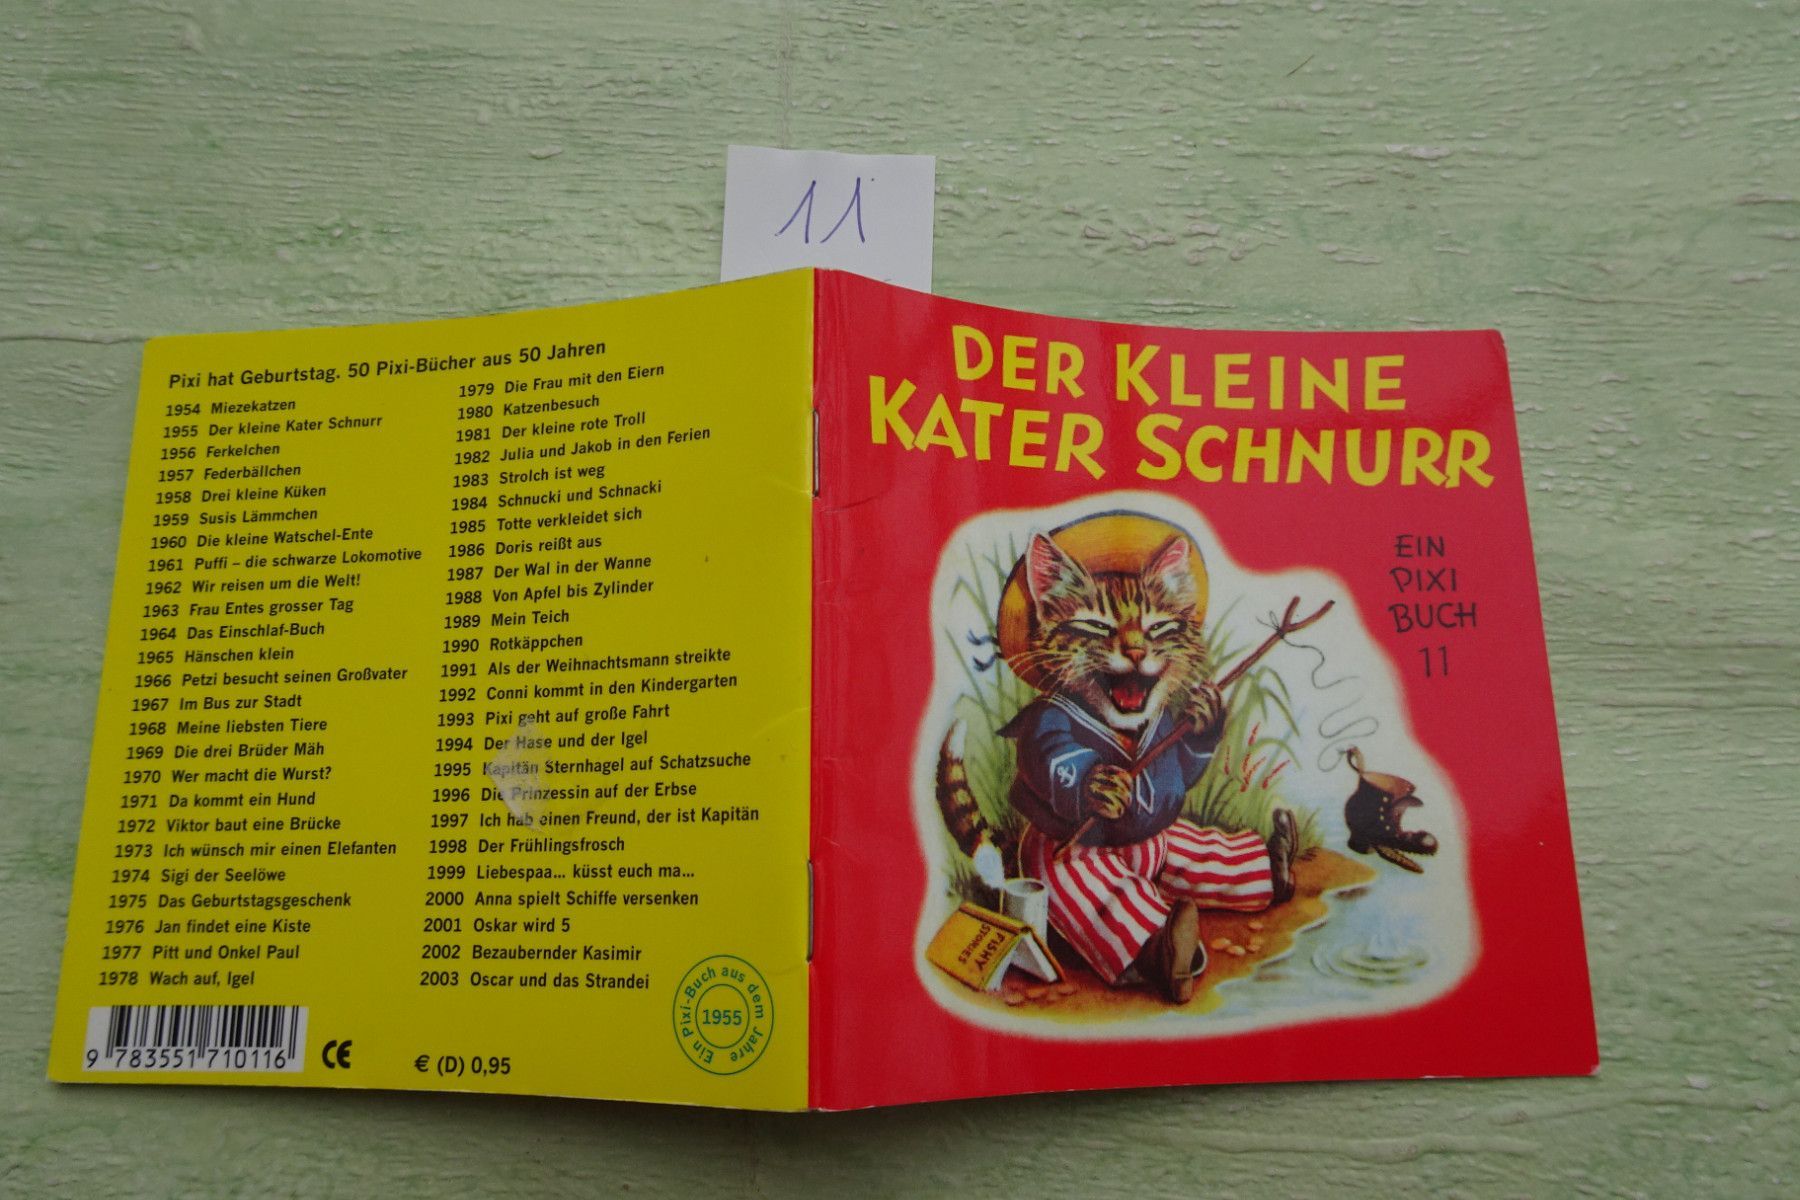 11
Pixi hat Geburtstag. 50 Pixi-Bücher aus 50 Jahren
1954 Miezekatzen
1955 Der kleine Kater Schnurr
1956 Ferkelchen
1957 Federbällchen
1958 Drei kleine Küken
1959 Susis Lämmchen
1960 Die kleine Watschel-Ente
1961 Puffi – die schwarze Lokomotive
1962 Wir reisen um die Welt!
1963 Frau Entes grosser Tag
1964 Das Einschlaf-Buch
1965 Hänschen klein
1966 Petzi besucht seinen Großvater
1967 Im Bus zur Stadt
1968 Meine liebsten Tiere
1969 Die drei Brüder Mäh
1970 Wer macht die Wurst?
1971 Da kommt ein Hund
1972 Viktor baut eine Brücke
1973 Ich wünsch mir einen Elefanten
1974 Sigi der Seelöwe
1975 Das Geburtstagsgeschenk
1976 Jan findet eine Kiste
1977 Pitt und Onkel Paul
1978 Wach auf, Igel
1979 Die Frau mit den Eiern
1980 Katzenbesuch
1981 Der kleine rote Troll
1982 Julia und Jakob in den Ferien
1983 Strolch ist weg
1984 Schnucki und Schnacki
1985 Totte verkleidet sich
1986 Doris reißt aus
1987 Der Wal in der Wanne
1988 Von Apfel bis Zylinder
1989 Mein Teich
1990 Rotkäppchen
1991 Als der Weihnachtsmann streikte
1992 Conni kommt in den Kindergarten
1993 Pixi geht auf große Fahrt
1994 Der Hase und der Igel
1995 Kapitän Sternhagel auf Schatzsuche
1996 Die Prinzessin auf der Erbse
1997 Ich hab einen Freund, der ist Kapitän
1998 Der Frühlingsfrosch
1999 Liebespaa... küsst euch ma...
2000 Anna spielt Schiffe versenken
2001 Oskar wird 5
2002 Bezaubernder Kasimir
2003 Oscar und das Strandei
9 783551 710116
CE
€ (D) 0,95
Ein Pixi-Buch aus dem Jahre
1955
DER KLEINE
KATER SCHNURR
EIN
PIXI
BUCH
11
FISHY
STORIES